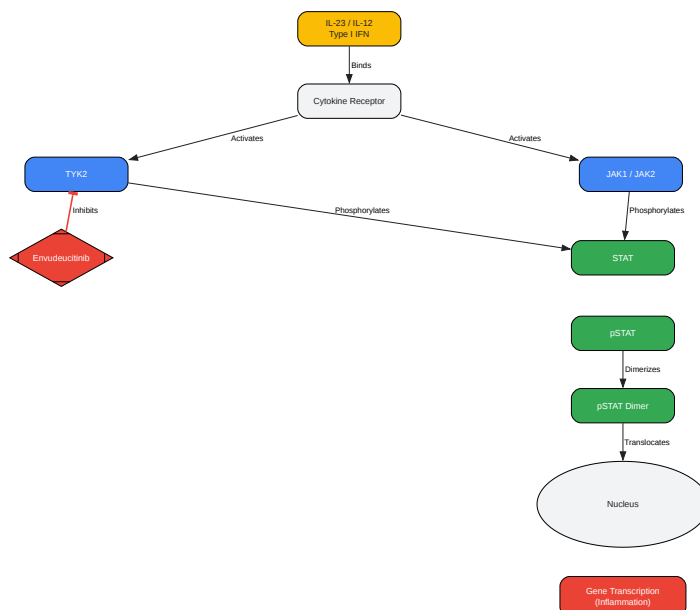 IL-23 / IL-12
Type I IFN
Binds
Cytokine Receptor
Activates
Activates
TYK2
JAK1 / JAK2
Inhibits
Phosphorylates
Phosphorylates
Envudeucitinib
STAT
pSTAT
Dimerizes
pSTAT Dimer
Translocates
Nucleus
Gene Transcription
(Inflammation)